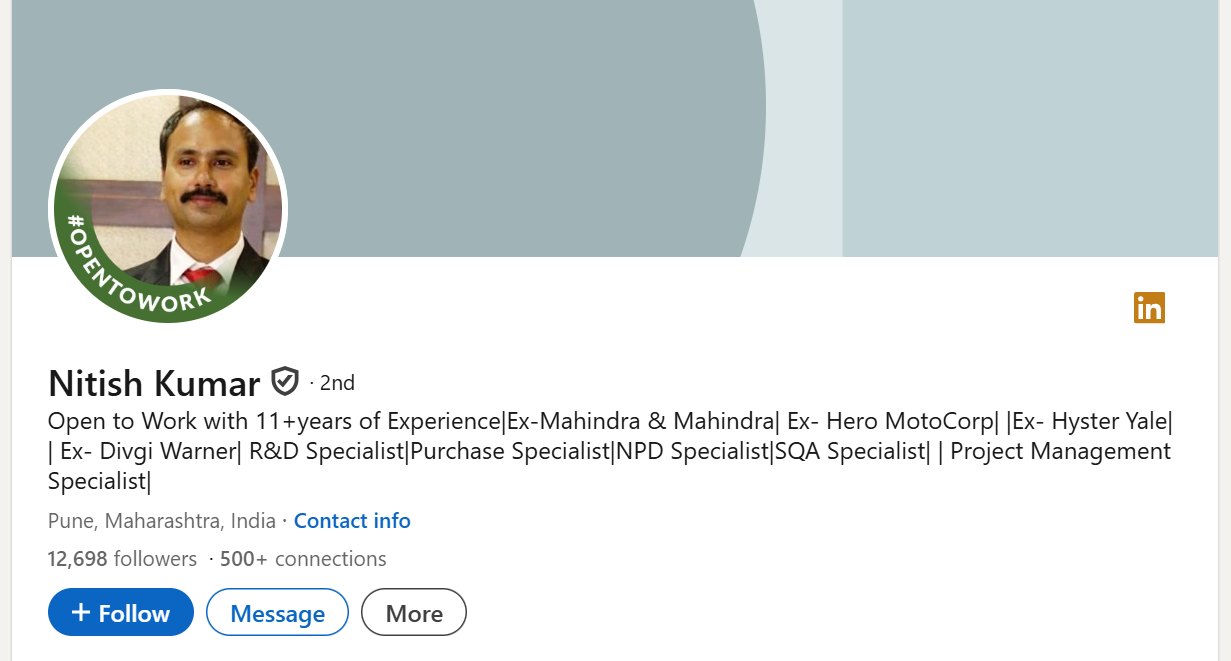 #OPENTOWORK
in
Nitish Kumar · 2nd
Open to Work with 11+years of Experience|Ex-Mahindra & Mahindra| Ex- Hero MotoCorp| |Ex- Hyster Yale|
| Ex- Divgi Warner| R&D Specialist|Purchase Specialist|NPD Specialist|SQA Specialist| | Project Management
Specialist|
Pune, Maharashtra, India · Contact info
12,698 followers · 500+ connections
+ Follow Message More